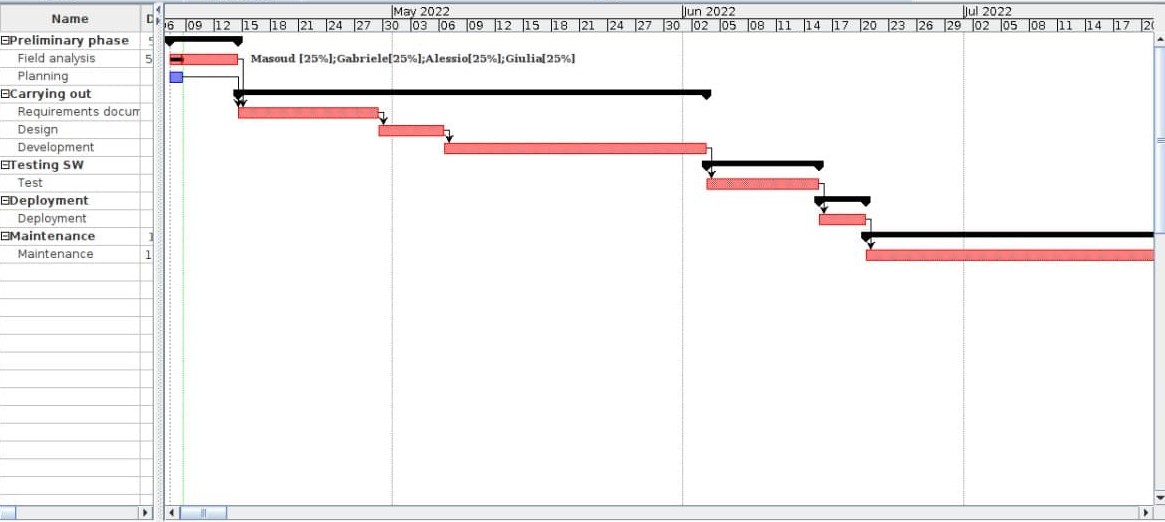 Name D
May 2022 Jun 2022 Jul 2022
06 09 12 15 18 21 24 27 30 03 06 09 12 15 18 21 24 27 30 02 05 08 11 14 17 20 23 26 29 02 05 08 11 14 17 20
Preliminary phase 5
Field analysis 5 Masoud [25%];Gabriele[25%];Alessio[25%];Giulia[25%]
Planning
Carrying out
Requirements docum
Design
Development
Testing SW
Test
Deployment
Deployment
Maintenance 1
Maintenance 1